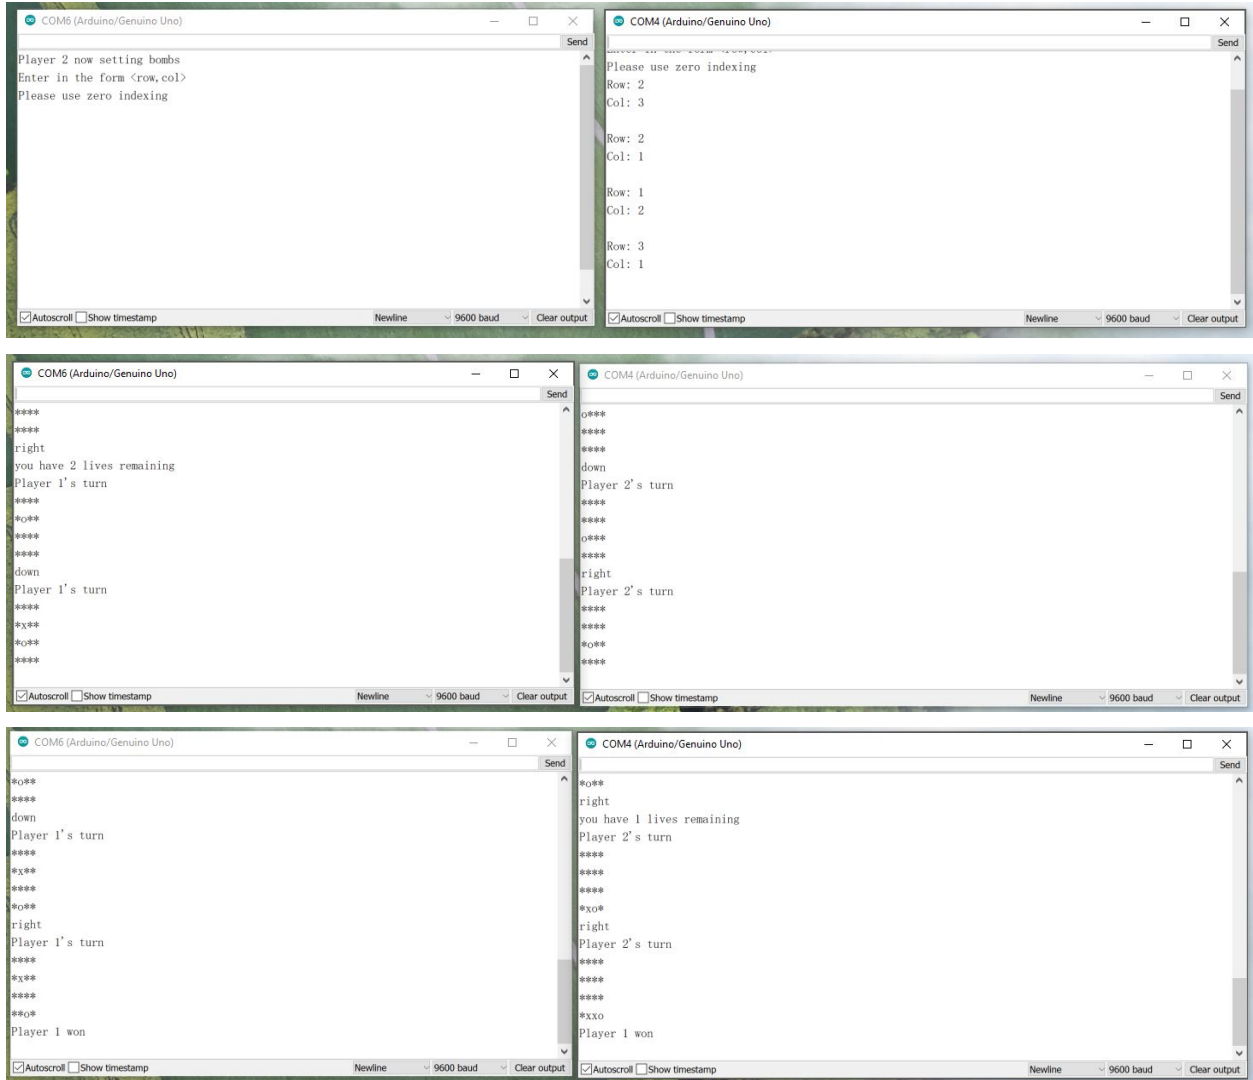 COM6 (Arduino/Genuino Uno)
Send
Player 2 now setting bombs
Enter in the form <row,col>
Please use zero indexing
Autoscroll Show timestamp Newline 9600 baud Clear output
COM4 (Arduino/Genuino Uno)
Send
Please use zero indexing
Row: 2
Col: 3
Row: 2
Col: 1
Row: 1
Col: 2
Row: 3
Col: 1
Autoscroll Show timestamp Newline 9600 baud Clear output
COM6 (Arduino/Genuino Uno)
Send
****
****
right
you have 2 lives remaining
Player 1's turn
****
*o**
****
****
down
Player 1's turn
****
*x**
*o**
****
Autoscroll Show timestamp Newline 9600 baud Clear output
COM4 (Arduino/Genuino Uno)
Send
o***
****
****
down
Player 2's turn
****
****
o***
****
right
Player 2's turn
****
****
*o**
****
Autoscroll Show timestamp Newline 9600 baud Clear output
COM6 (Arduino/Genuino Uno)
Send
*o**
****
down
Player 1's turn
****
*x**
****
*o**
right
Player 1's turn
****
*x**
****
**o*
Player 1 won
Autoscroll Show timestamp Newline 9600 baud Clear output
COM4 (Arduino/Genuino Uno)
Send
*o**
right
you have 1 lives remaining
Player 2's turn
****
****
****
*xo*
right
Player 2's turn
****
****
****
*xxo
Player 1 won
Autoscroll Show timestamp Newline 9600 baud Clear output